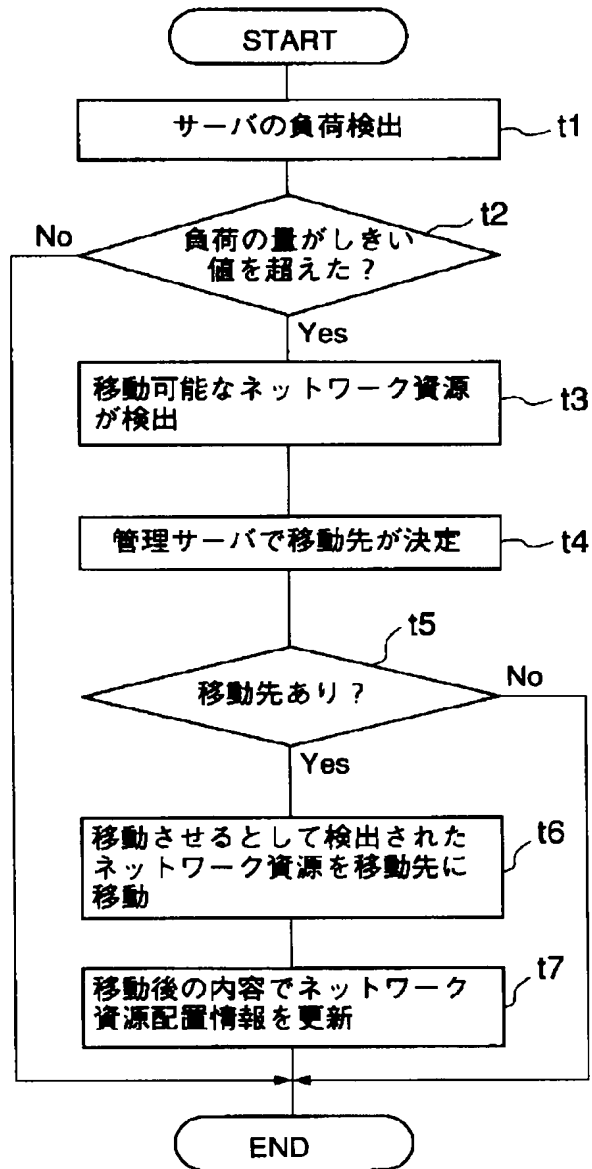 START
サーバの負荷検出
t1
負荷の量がしきい
値を超えた？
t2
No
Yes
移動可能なネットワーク資源
が検出
t3
管理サーバで移動先が決定
t4
移動先あり？
t5
No
Yes
移動させるとして検出された
ネットワーク資源を移動先に
移動
t6
移動後の内容でネットワーク
資源配置情報を更新
t7
END